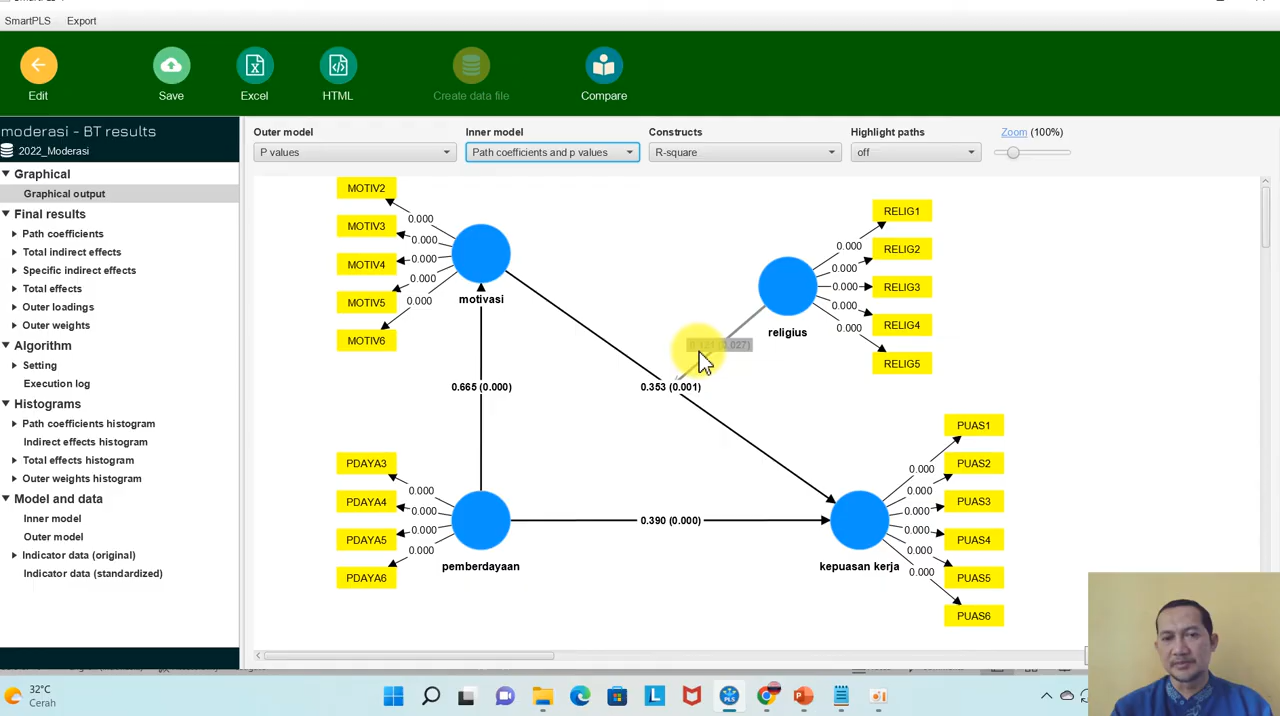 SmartPLS Export
Edit
Save
Excel
HTML
Create data file
Compare
moderasi - BT results
2022_Moderasi
Graphical
Graphical output
Final results
Path coefficients
Total indirect effects
Specific indirect effects
Total effects
Outer loadings
Outer weights
Algorithm
Setting
Execution log
Histograms
Path coefficients histogram
Indirect effects histogram
Total effects histogram
Outer weights histogram
Model and data
Inner model
Outer model
Indicator data (original)
Indicator data (standardized)
Outer model
P values
Inner model
Path coefficients and p values
Constructs
R-square
Highlight paths
off
Zoom (100%)
MOTIV2
MOTIV3
MOTIV4
MOTIV5
MOTIV6
0.000
0.000
0.000
0.000
0.000
motivasi
RELIG1
RELIG2
RELIG3
RELIG4
RELIG5
0.000
0.000
0.000
0.000
0.000
religius
0.665 (0.000)
0.353 (0.001)
PDAYA3
PDAYA4
PDAYA5
PDAYA6
0.000
0.000
0.000
0.000
pemberdayaan
0.390 (0.000)
kepuasan kerja
PUAS1
PUAS2
PUAS3
PUAS4
PUAS5
PUAS6
0.000
0.000
0.000
0.000
0.000
0.000
32°C
Cerah